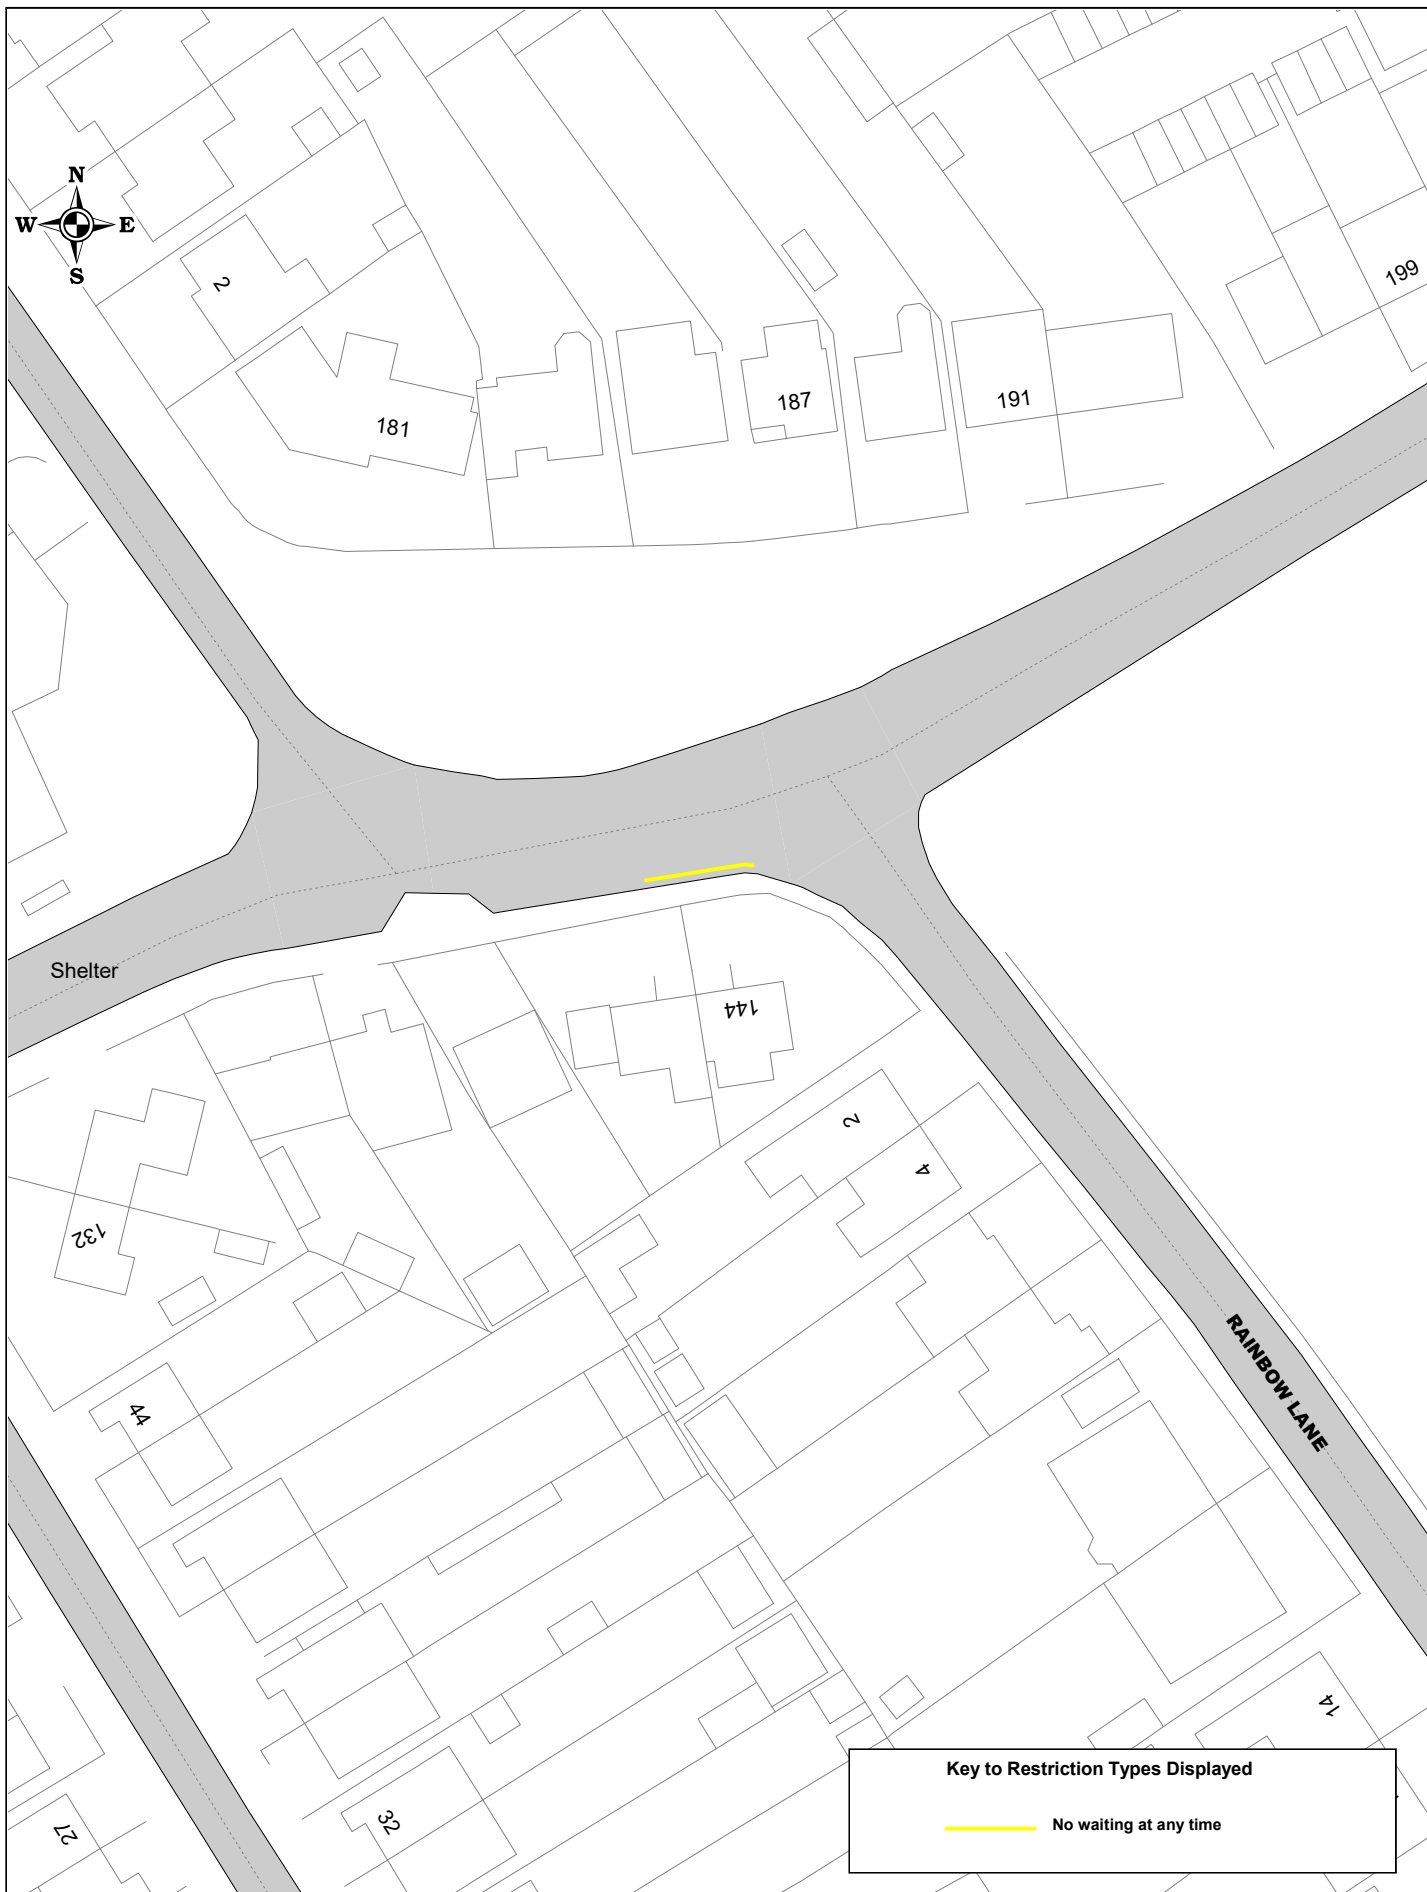 N
W E
S
2
199
181
187
191
Shelter
144
2
4
132
RAINBOW LANE
44
14
27
32
Key to Restriction Types Displayed
No waiting at any time